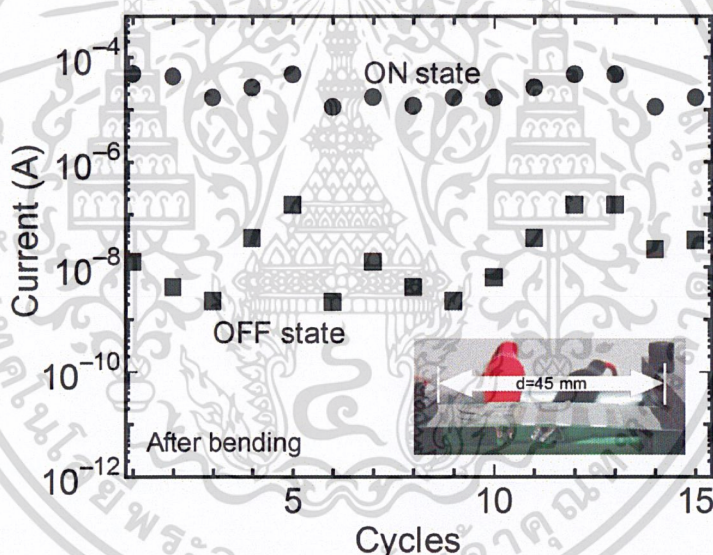 10⁻⁴
10⁻⁶
10⁻⁸
10⁻¹⁰
10⁻¹²
Current (A)
ON state
OFF state
d=45 mm
After bending
5
10
15
Cycles